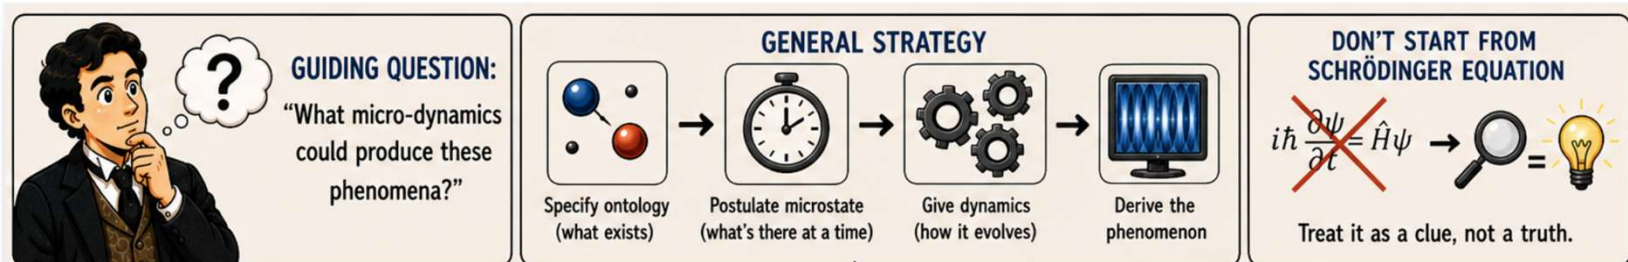 ?
GUIDING QUESTION:
“What micro-dynamics
could produce these
phenomena?”
GENERAL STRATEGY
Specify ontology
(what exists)
Postulate microstate
(what’s there at a time)
Give dynamics
(how it evolves)
Derive the
phenomenon
DON’T START FROM
SCHRÖDINGER EQUATION
iħ ∂ψ/∂t = Ĥψ → =
Treat it as a clue, not a truth.